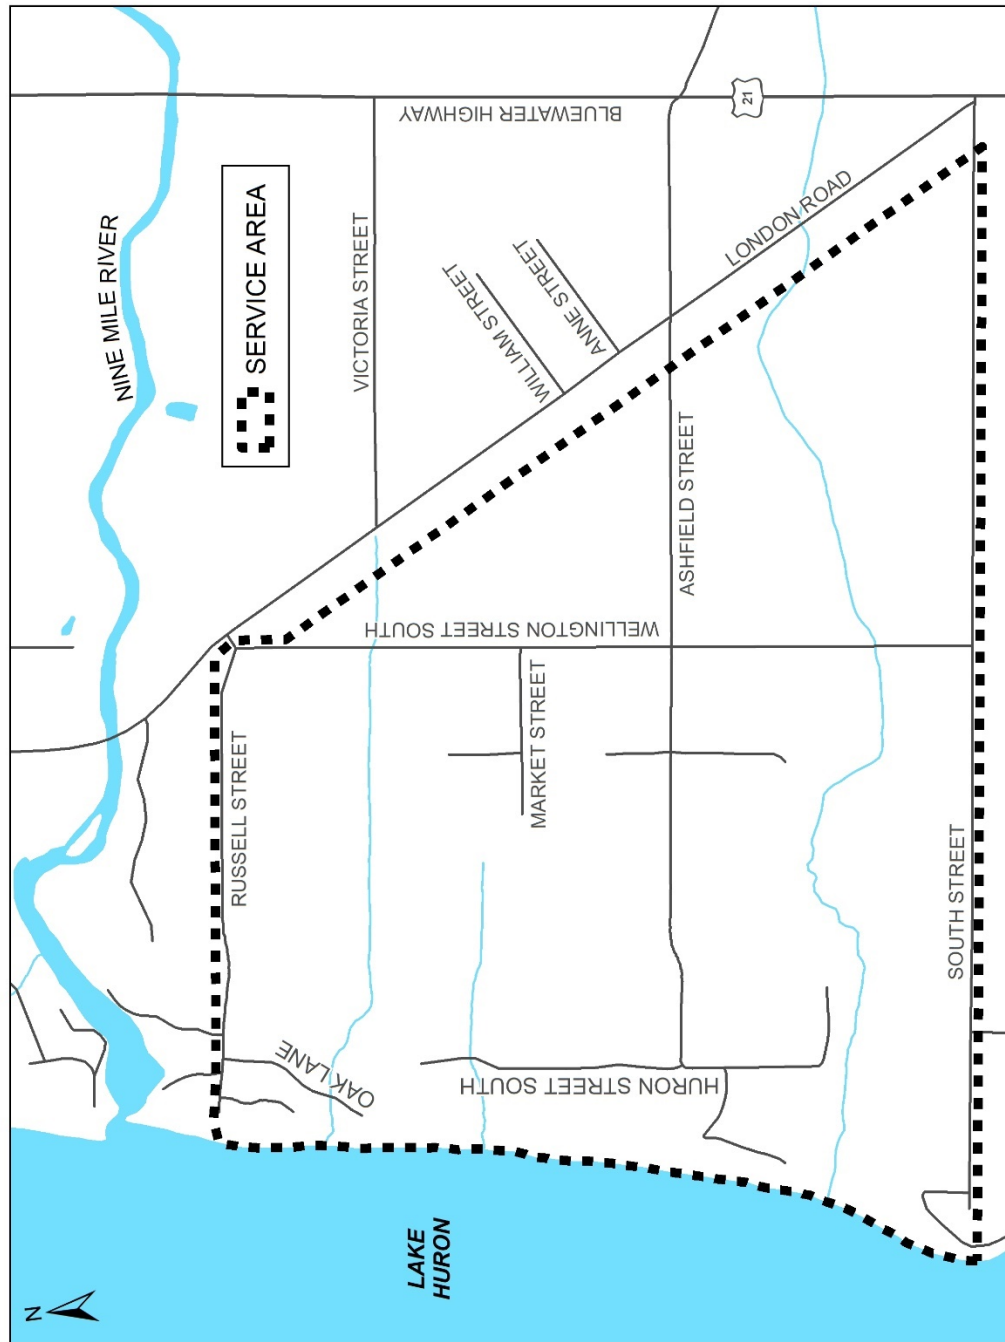 NINE MILE RIVER
SERVICE AREA
VICTORIA STREET
BLUEWATER HIGHWAY
21
WILLIAM STREET
ANNE STREET
LONDON ROAD
ASHFIELD STREET
WELLINGTON STREET SOUTH
RUSSELL STREET
MARKET STREET
SOUTH STREET
OAK LANE
HURON STREET SOUTH
LAKE
HURON
N